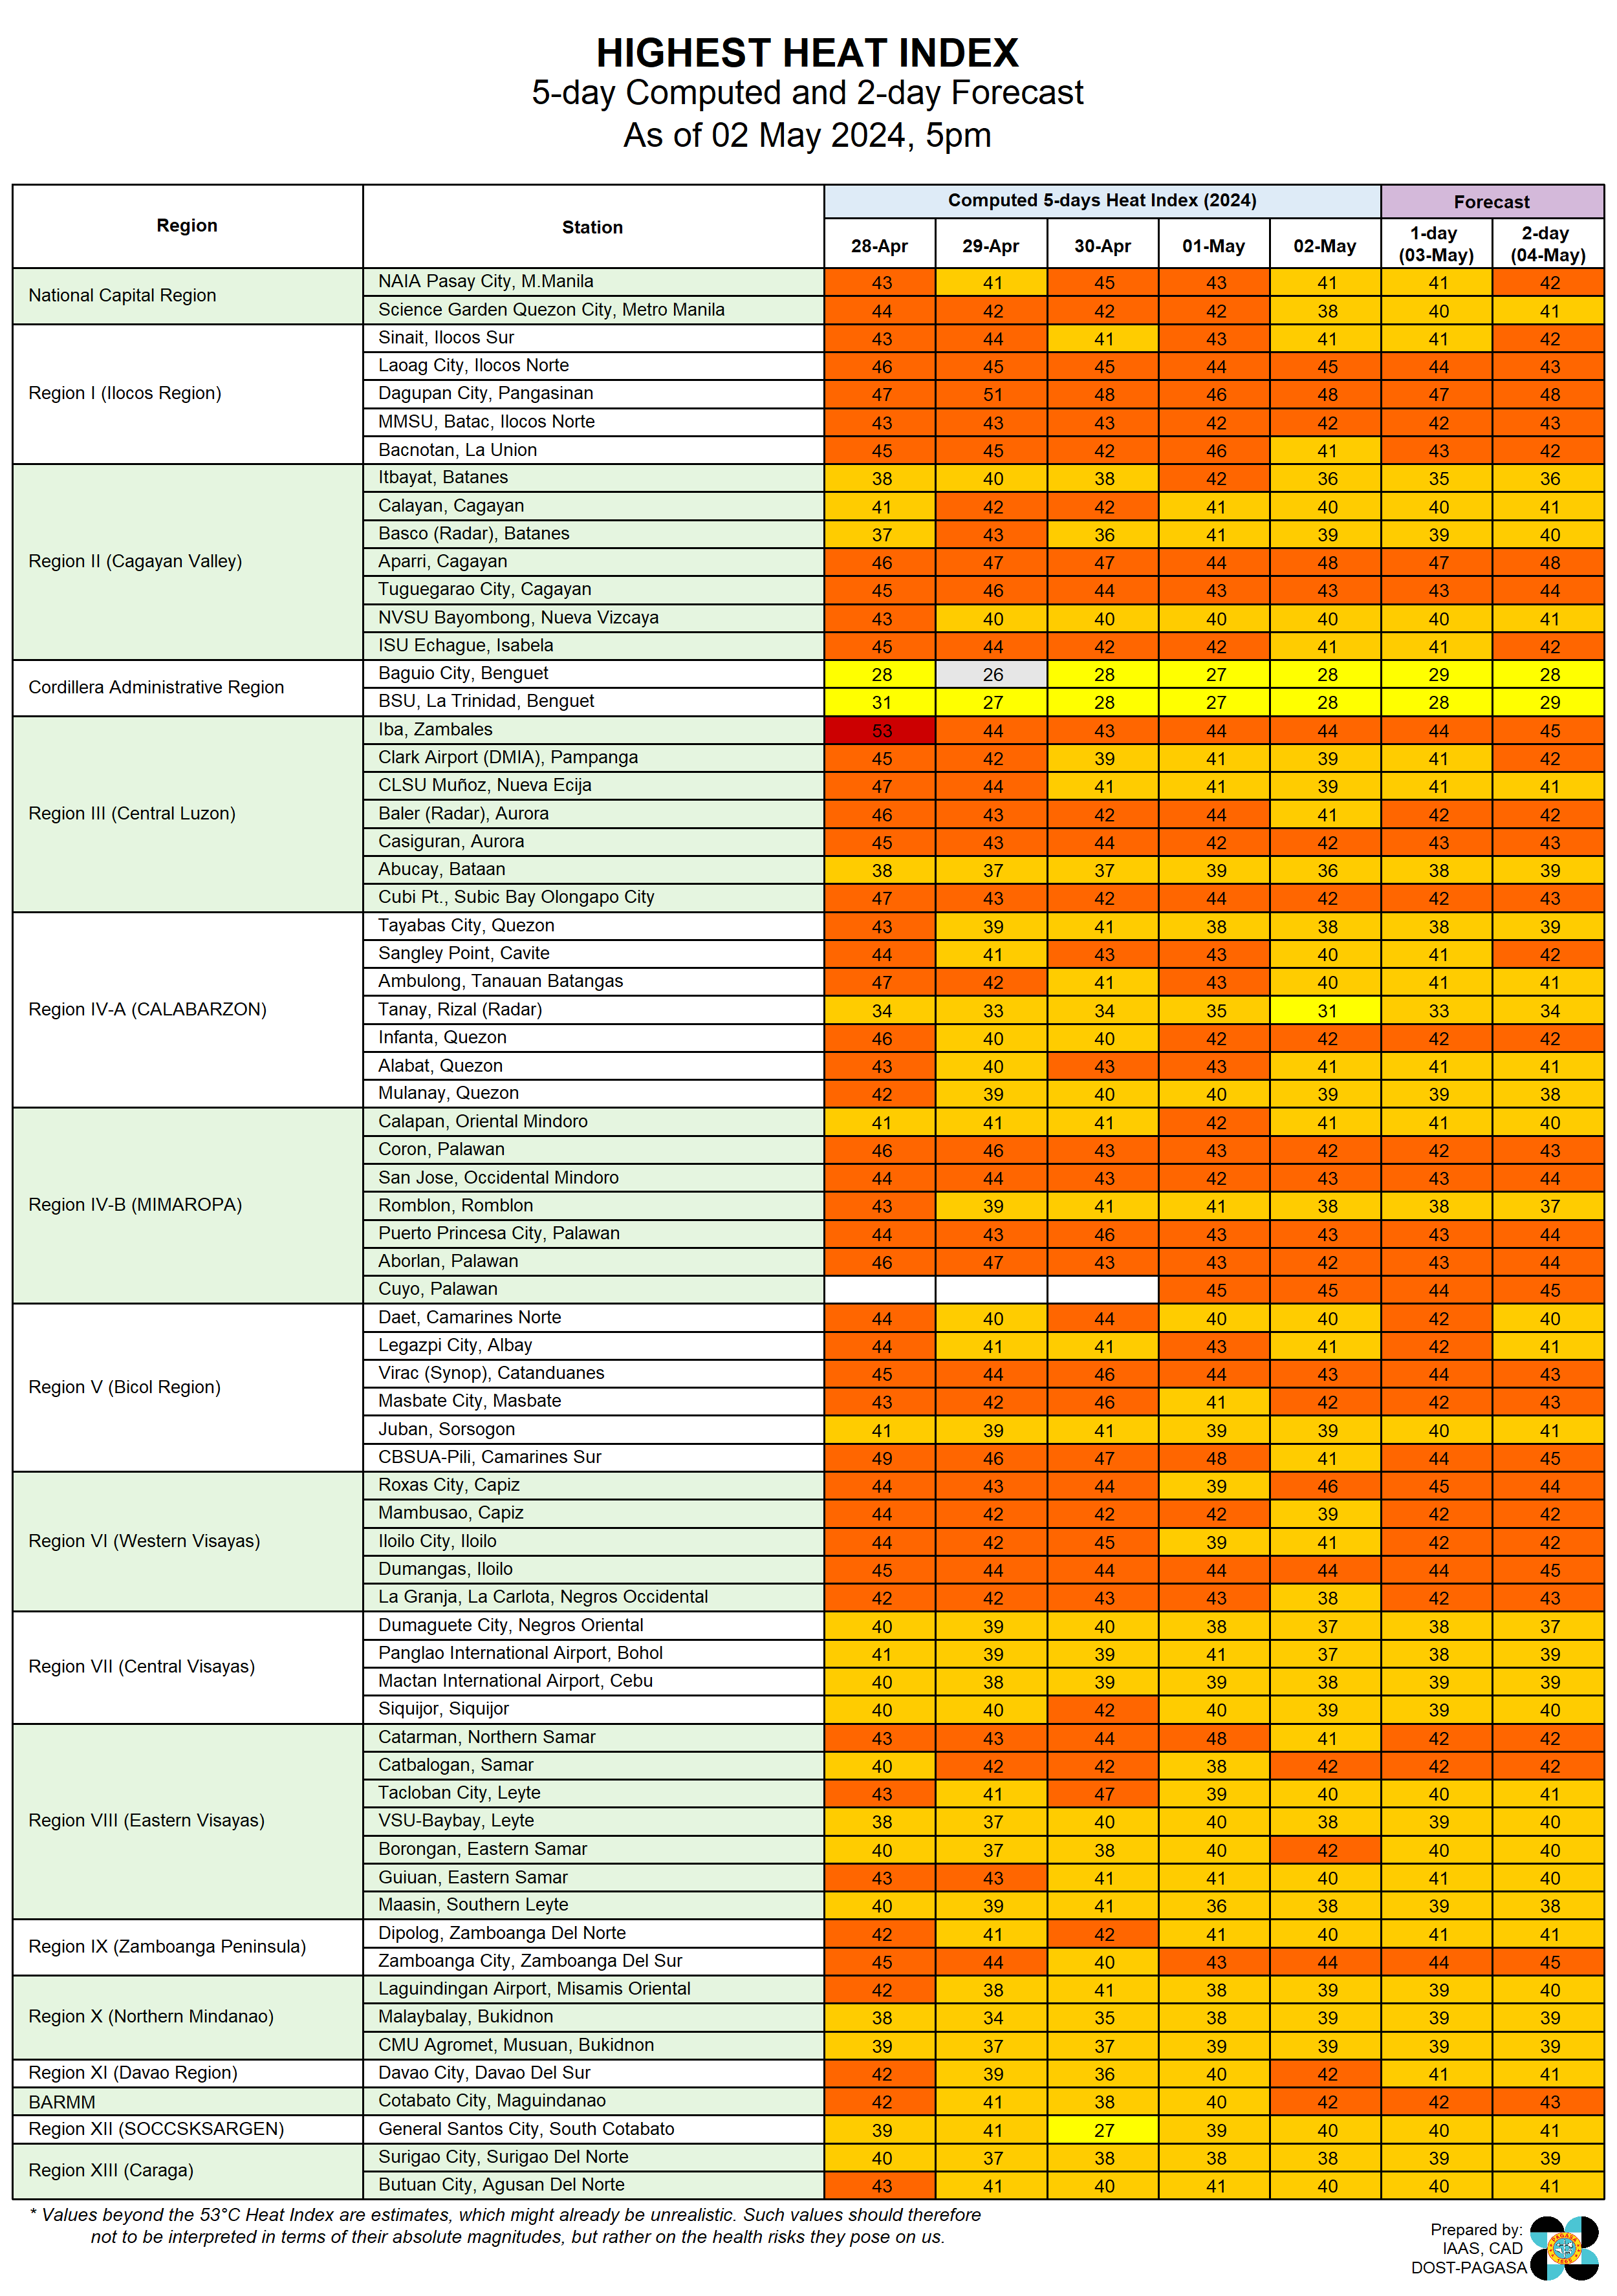 HIGHEST HEAT INDEX
5-day Computed and 2-day Forecast
As of 02 May 2024, 5pm
Region Station Computed 5-days Heat Index (2024) Forecast
28-Apr 29-Apr 30-Apr 01-May 02-May 1-day (03-May) 2-day (04-May)
National Capital Region
NAIA Pasay City, M.Manila 43 41 45 43 41 41 42
Science Garden Quezon City, Metro Manila 44 42 42 42 38 40 41
Region I (Ilocos Region)
Sinait, Ilocos Sur 43 44 41 43 41 41 42
Laoag City, Ilocos Norte 46 45 45 44 45 44 43
Dagupan City, Pangasinan 47 51 48 46 48 47 48
MMSU, Batac, Ilocos Norte 43 43 43 42 42 42 43
Bacnotan, La Union 45 45 42 46 41 43 42
Region II (Cagayan Valley)
Itbayat, Batanes 38 40 38 42 36 35 36
Calayan, Cagayan 41 42 42 41 40 40 41
Basco (Radar), Batanes 37 43 36 41 39 39 40
Aparri, Cagayan 46 47 47 44 48 47 48
Tuguegarao City, Cagayan 45 46 44 43 43 43 44
NVSU Bayombong, Nueva Vizcaya 43 40 40 40 40 40 41
ISU Echague, Isabela 45 44 42 42 41 41 42
Cordillera Administrative Region
Baguio City, Benguet 28 26 28 27 28 29 28
BSU, La Trinidad, Benguet 31 27 28 27 28 28 29
Region III (Central Luzon)
Iba, Zambales 53 44 43 44 44 44 45
Clark Airport (DMIA), Pampanga 45 42 39 41 39 41 42
CLSU Muñoz, Nueva Ecija 47 44 41 41 39 41 41
Baler (Radar), Aurora 46 43 42 44 41 42 42
Casiguran, Aurora 45 43 44 42 42 43 43
Abucay, Bataan 38 37 37 39 36 38 39
Cubi Pt., Subic Bay Olongapo City 47 43 42 44 42 42 43
Region IV-A (CALABARZON)
Tayabas City, Quezon 43 39 41 38 38 38 39
Sangley Point, Cavite 44 41 43 43 40 41 42
Ambulong, Tanauan Batangas 47 42 41 43 40 41 41
Tanay, Rizal (Radar) 34 33 34 35 31 33 34
Infanta, Quezon 46 40 40 42 42 42 42
Alabat, Quezon 43 40 43 43 41 41 41
Mulanay, Quezon 42 39 40 40 39 39 38
Region IV-B (MIMAROPA)
Calapan, Oriental Mindoro 41 41 41 42 41 41 40
Coron, Palawan 46 46 43 43 42 42 43
San Jose, Occidental Mindoro 44 44 43 42 43 43 44
Romblon, Romblon 43 39 41 41 38 38 37
Puerto Princesa City, Palawan 44 43 46 43 43 43 44
Aborlan, Palawan 46 47 43 43 42 43 44
Cuyo, Palawan 45 45 44 45
Region V (Bicol Region)
Daet, Camarines Norte 44 40 44 40 40 42 40
Legazpi City, Albay 44 41 41 43 41 42 41
Virac (Synop), Catanduanes 45 44 46 44 43 44 43
Masbate City, Masbate 43 42 46 41 42 42 43
Juban, Sorsogon 41 39 41 39 39 40 41
CBSUA-Pili, Camarines Sur 49 46 47 48 41 44 45
Region VI (Western Visayas)
Roxas City, Capiz 44 43 44 39 46 45 44
Mambusao, Capiz 44 42 42 42 39 42 42
Iloilo City, Iloilo 44 42 45 39 41 42 42
Dumangas, Iloilo 45 44 44 44 44 44 45
La Granja, La Carlota, Negros Occidental 42 42 43 43 38 42 43
Region VII (Central Visayas)
Dumaguete City, Negros Oriental 40 39 40 38 37 38 37
Panglao International Airport, Bohol 41 39 39 41 37 38 39
Mactan International Airport, Cebu 40 38 39 39 38 39 39
Siquijor, Siquijor 40 40 42 40 39 39 40
Region VIII (Eastern Visayas)
Catarman, Northern Samar 43 43 44 48 41 42 42
Catbalogan, Samar 40 42 42 38 42 42 42
Tacloban City, Leyte 43 41 47 39 40 40 41
VSU-Baybay, Leyte 38 37 40 40 38 39 40
Borongan, Eastern Samar 40 37 38 40 42 40 40
Guiuan, Eastern Samar 43 43 41 41 40 41 40
Maasin, Southern Leyte 40 39 41 36 38 39 38
Region IX (Zamboanga Peninsula)
Dipolog, Zamboanga Del Norte 42 41 42 41 40 41 41
Zamboanga City, Zamboanga Del Sur 45 44 40 43 44 44 45
Region X (Northern Mindanao)
Laguindingan Airport, Misamis Oriental 42 38 41 38 39 39 40
Malaybalay, Bukidnon 38 34 35 38 39 39 39
CMU Agromet, Musuan, Bukidnon 39 37 37 39 39 39 39
Region XI (Davao Region) Davao City, Davao Del Sur 42 39 36 40 42 41 41
BARMM Cotabato City, Maguindanao 42 41 38 40 42 42 43
Region XII (SOCCSKSARGEN) General Santos City, South Cotabato 39 41 27 39 40 40 41
Region XIII (Caraga)
Surigao City, Surigao Del Norte 40 37 38 38 38 39 39
Butuan City, Agusan Del Norte 43 41 40 41 40 40 41
* Values beyond the 53°C Heat Index are estimates, which might already be unrealistic. Such values should therefore
not to be interpreted in terms of their absolute magnitudes, but rather on the health risks they pose on us.
Prepared by:
IAAS, CAD
DOST-PAGASA